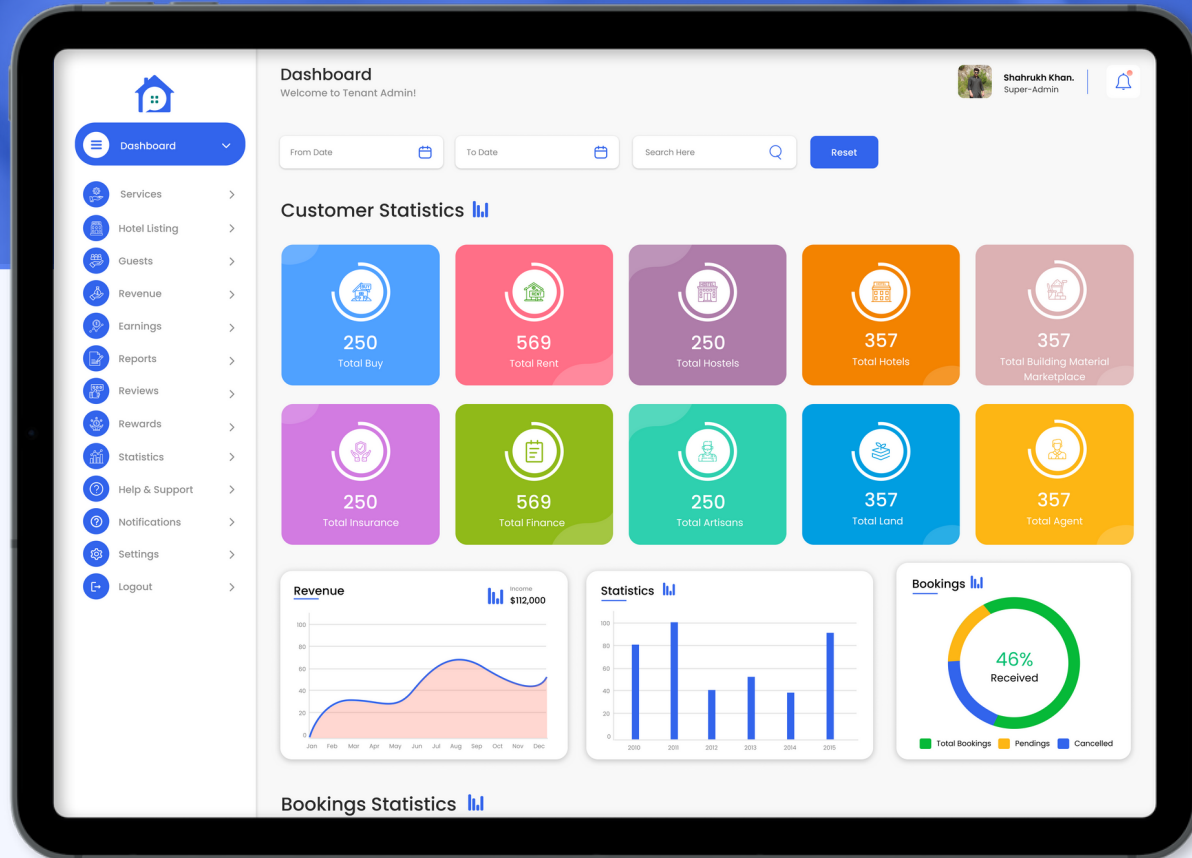 Dashboard
Welcome to Tenant Admin!
Shahrukh Khan.
Super-Admin
Dashboard
Services
Hotel Listing
Guests
Revenue
Earnings
Reports
Reviews
Rewards
Statistics
Help & Support
Notifications
Settings
Logout
From Date
To Date
Search Here
Reset
Customer Statistics
250
Total Buy
569
Total Rent
250
Total Hostels
357
Total Hotels
357
Total Building Material
Marketplace
250
Total Insurance
569
Total Finance
250
Total Artisans
357
Total Land
357
Total Agent
Revenue
Income
$112,000
100
80
60
40
20
0
Jan Feb Mar Apr May Jun Jul Aug Sep Oct Nov Dec
Statistics
100
80
60
40
20
0
2010 2011 2012 2013 2014 2015
Bookings
46%
Received
Total Bookings Pendings Cancelled
Bookings Statistics